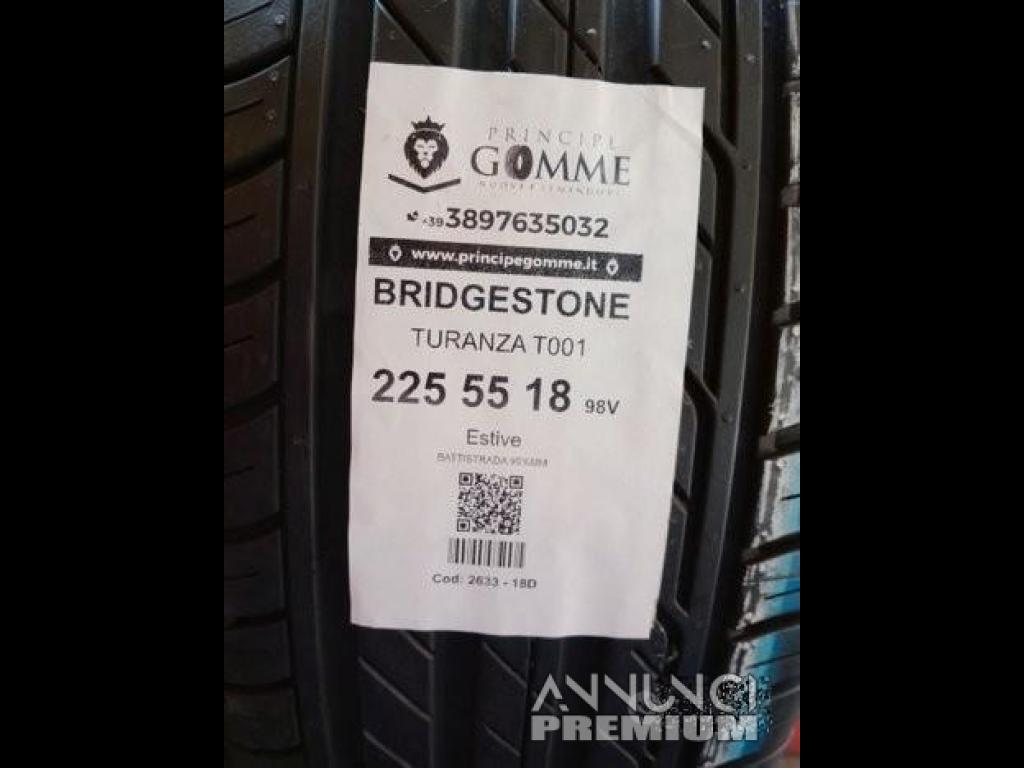 PRINCIPE
GOMME
+39 3897635032
www.principegomme.it
BRIDGESTONE
TURANZA T001
225 55 18 98V
Estive
BATTISTRADA
Cod: 2633 - 18D
ANNUNCI
PREMIUM